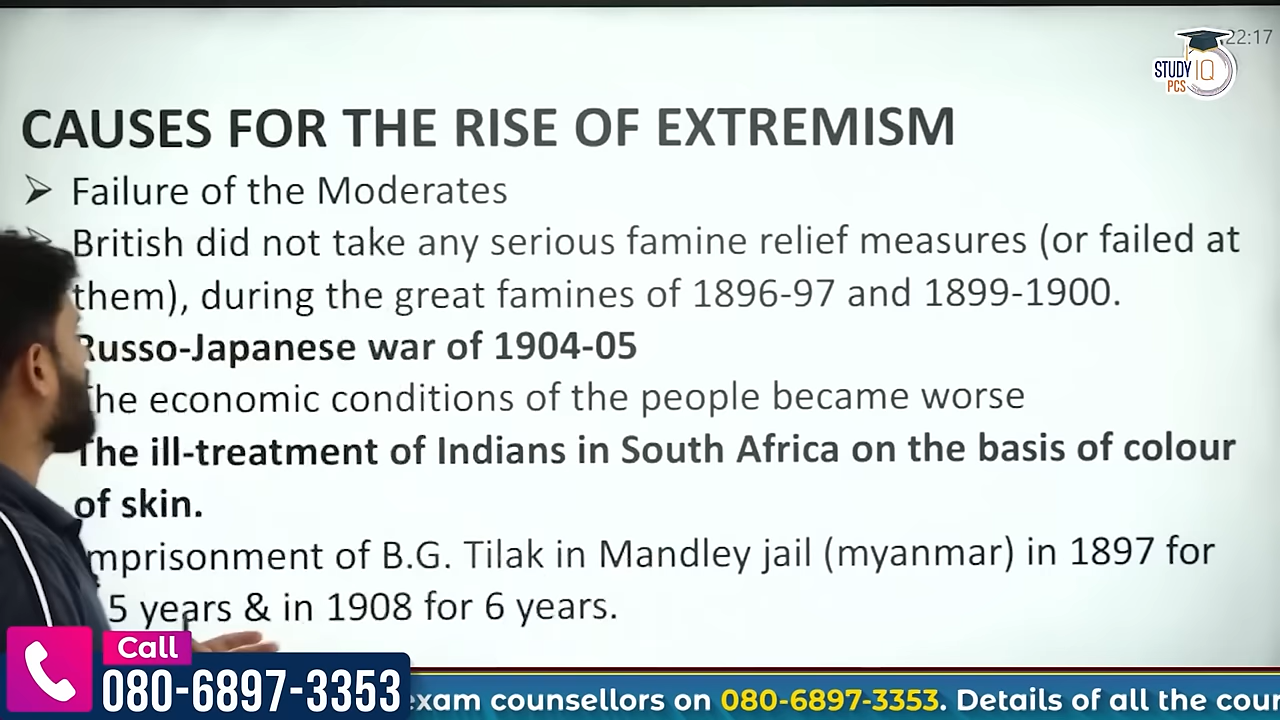 22:17
STUDY IQ
PCS
CAUSES FOR THE RISE OF EXTREMISM
➤ Failure of the Moderates
➤ British did not take any serious famine relief measures (or failed at
them), during the great famines of 1896-97 and 1899-1900.
Russo-Japanese war of 1904-05
The economic conditions of the people became worse
The ill-treatment of Indians in South Africa on the basis of colour
of skin.
Imprisonment of B.G. Tilak in Mandley jail (myanmar) in 1897 for
5 years & in 1908 for 6 years.
Call
080-6897-3353
exam counsellors on 080-6897-3353. Details of all the cour